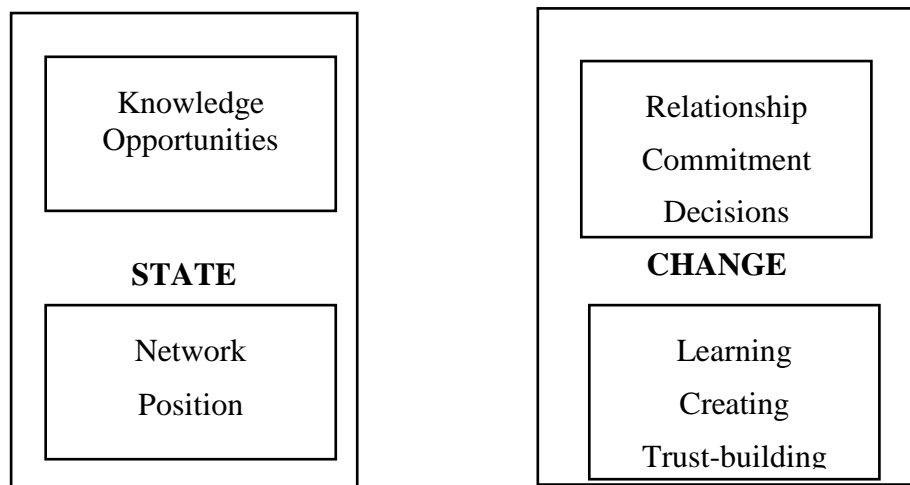 Knowledge
Opportunities
STATE
Network
Position
Relationship
Commitment
Decisions
CHANGE
Learning
Creating
Trust-building